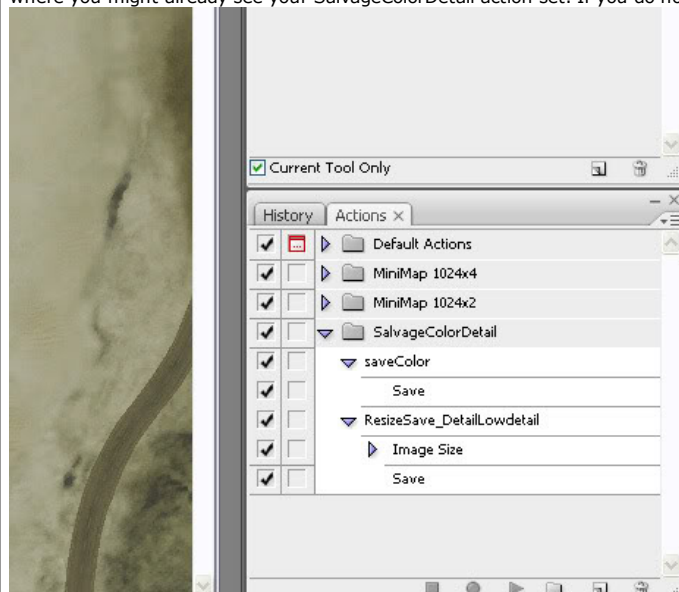 where you might already see your SalvageColorDetail action set. If you do no
Current Tool Only
History Actions
Default Actions
MiniMap 1024x4
MiniMap 1024x2
SalvageColorDetail
saveColor
Save
ResizeSave_DetailLowdetail
Image Size
Save